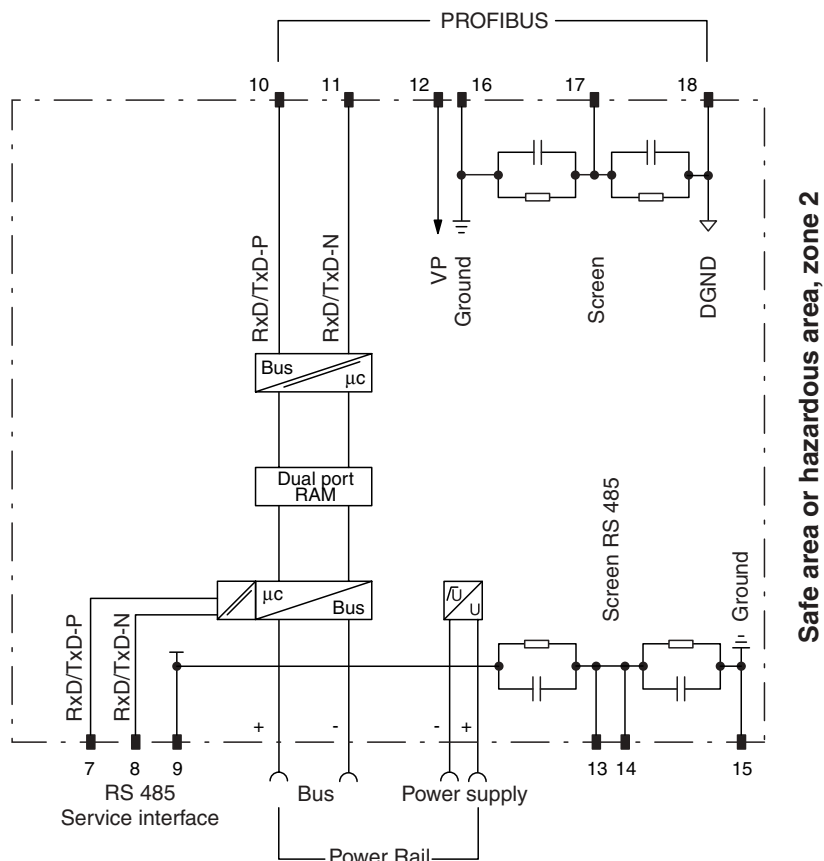 PROFIBUS
10
11
12
16
17
18
RxD/TxD-P
RxD/TxD-N
VP
Ground
Screen
DGND
Bus
µc
Dual port
RAM
µc
Bus
U
U
Screen RS 485
Ground
RxD/TxD-P
RxD/TxD-N
+
-
-
+
7
8
9
13
14
15
RS 485
Service interface
Bus
Power supply
Power Rail
Safe area or hazardous area, zone 2